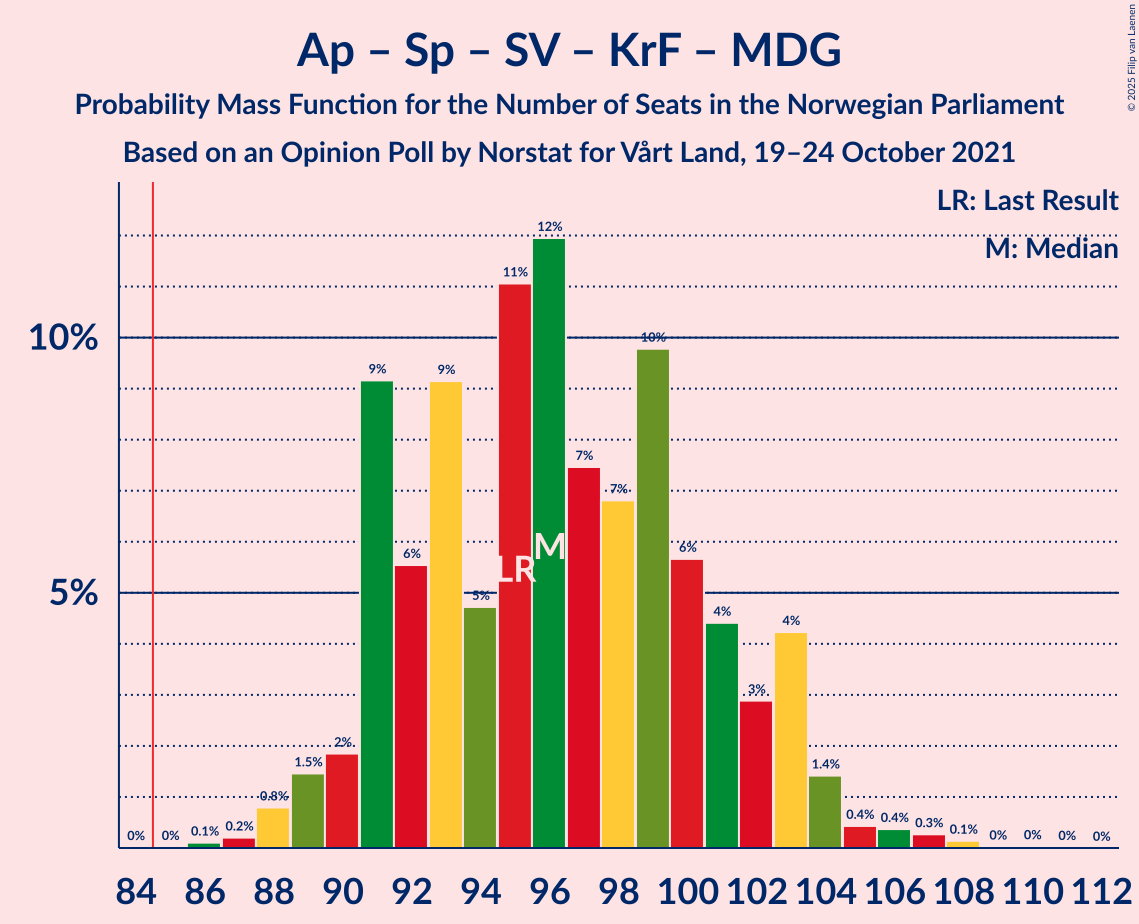 Ap – Sp – SV – KrF – MDG
Probability Mass Function for the Number of Seats in the Norwegian Parliament
Based on an Opinion Poll by Norstat for Vårt Land, 19–24 October 2021
© 2025 Filip van Laenen
LR: Last Result
M: Median
10%
5%
0% 0% 0.1% 0.2% 0.8% 1.5% 2% 9% 6% 9% 5% 11% 12% 7% 7% 10% 6% 4% 3% 4% 1.4% 0.4% 0.4% 0.3% 0.1% 0% 0% 0% 0%
LR
M
84 86 88 90 92 94 96 98 100 102 104 106 108 110 112